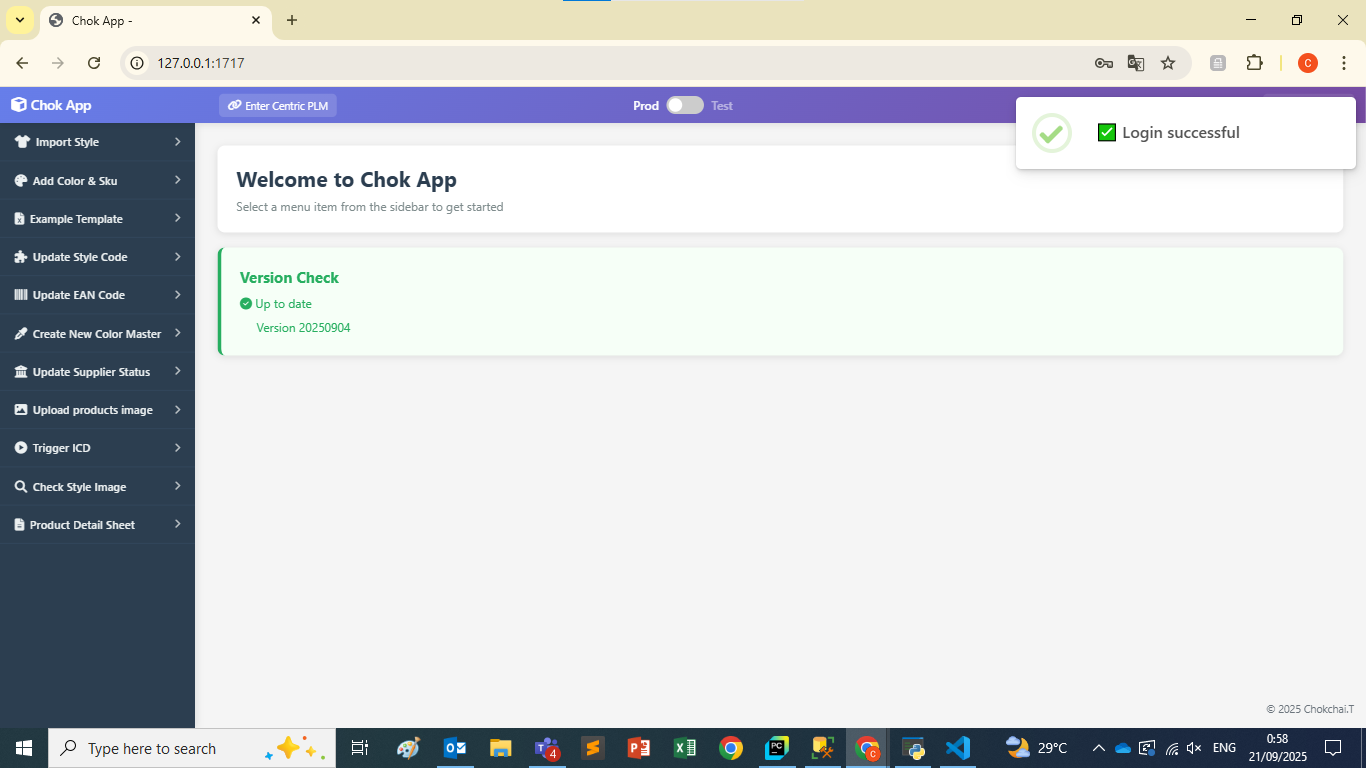 Chok App -
127.0.0.1:1717
Chok App
Enter Centric PLM
Prod
Test
Login successful
Import Style
Add Color & Sku
Example Template
Update Style Code
Update EAN Code
Create New Color Master
Update Supplier Status
Upload products image
Trigger ICD
Check Style Image
Product Detail Sheet
Welcome to Chok App
Select a menu item from the sidebar to get started
Version Check
Up to date
Version 20250904
© 2025 Chokchai.T
Type here to search
4
C
C
29°C
ENG
0:58
21/09/2025